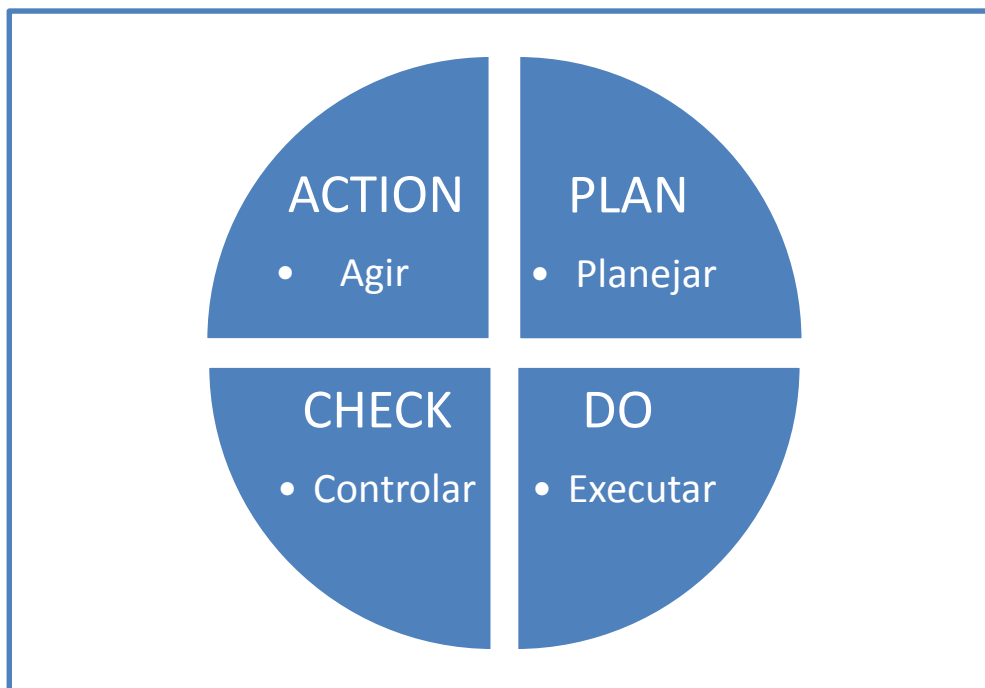 ACTION
• Agir
PLAN
• Planejar
CHECK
• Controlar
DO
• Executar